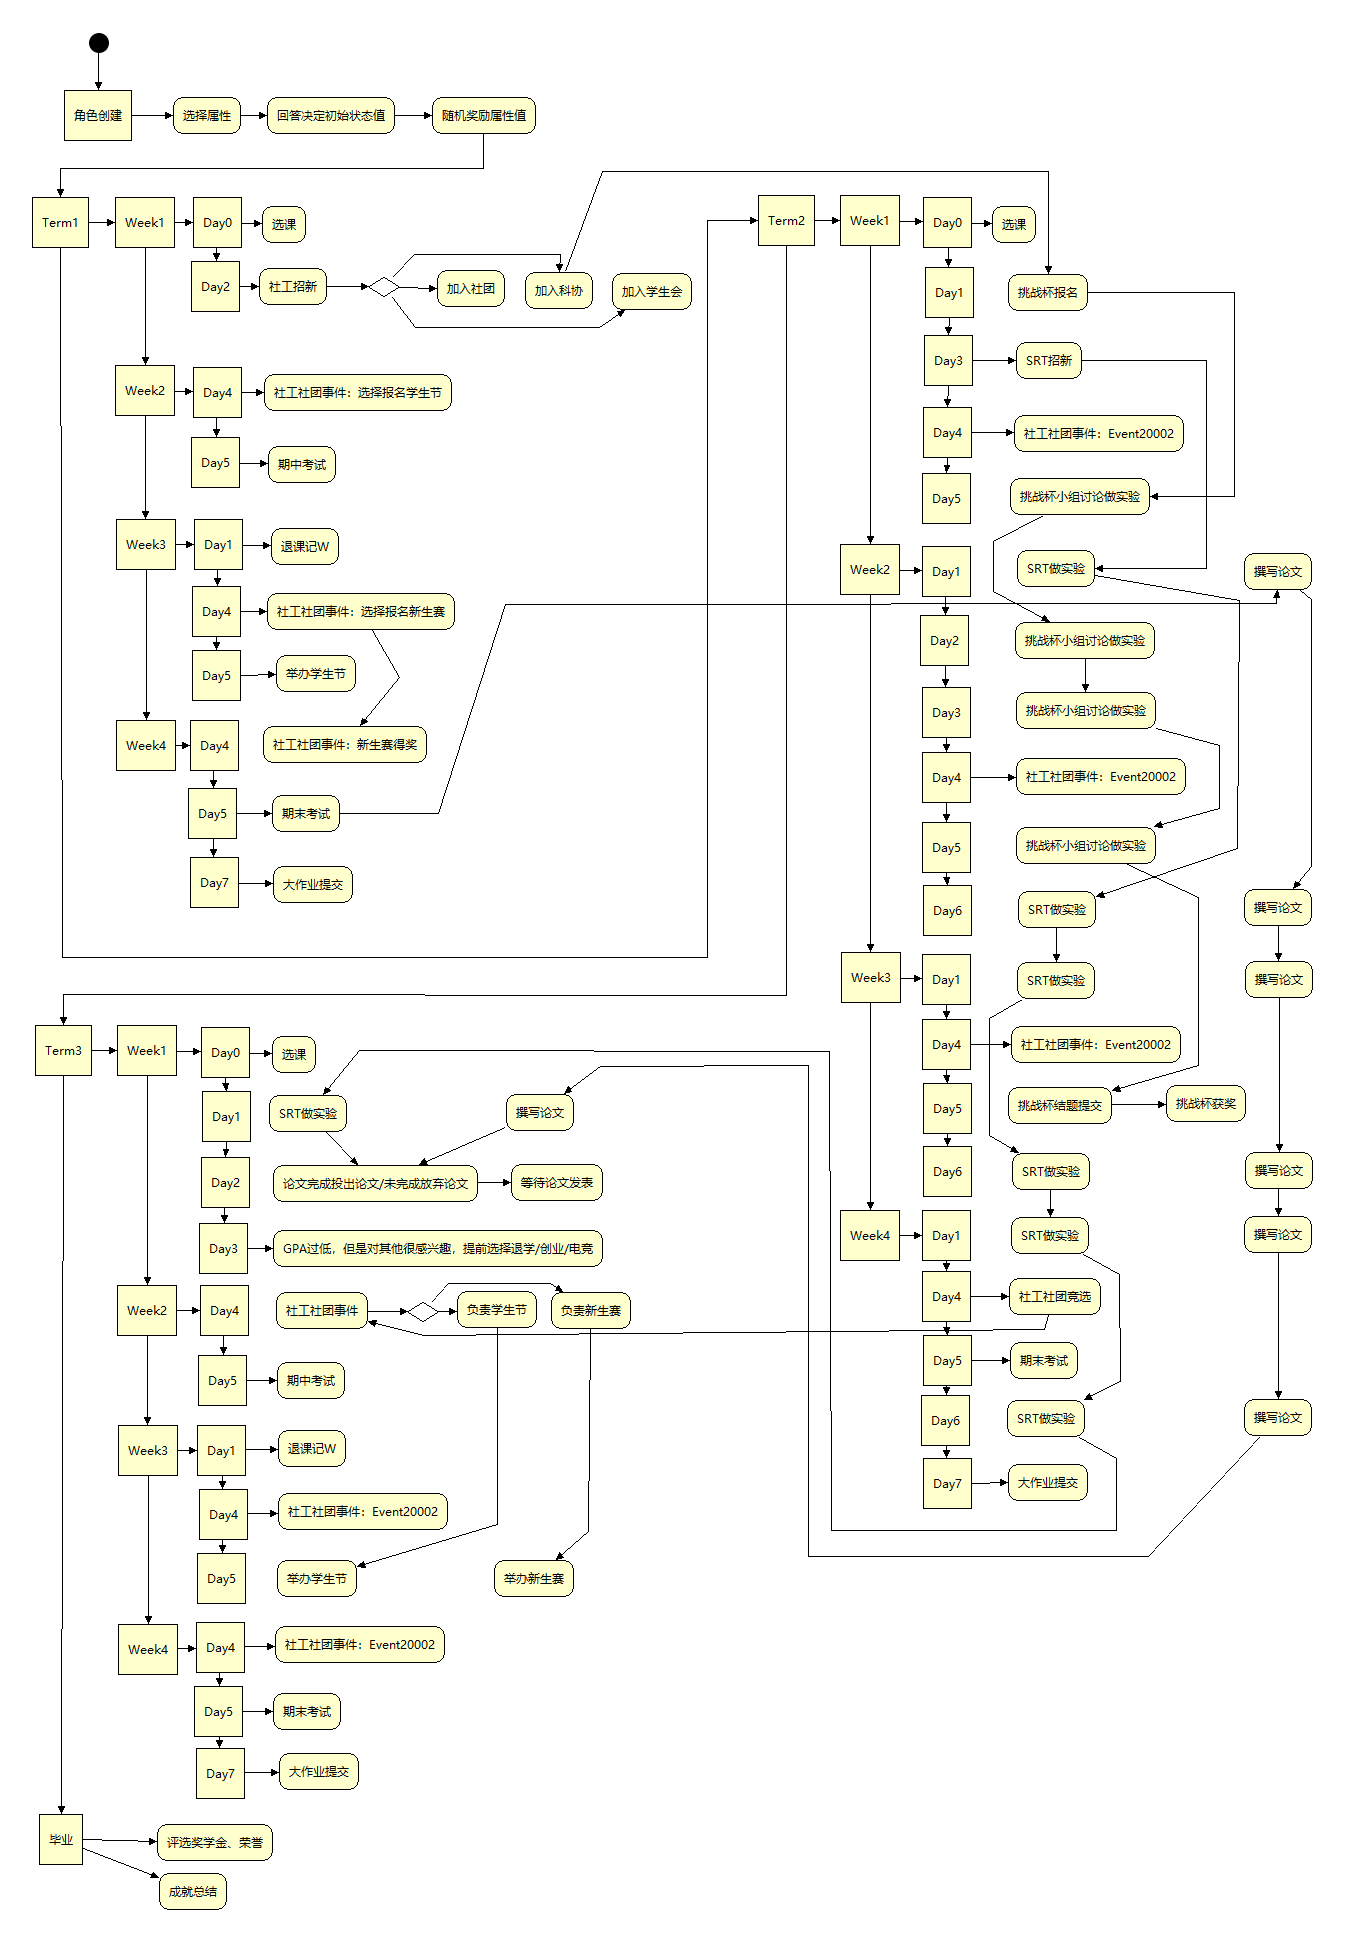 角色创建
选择属性
回答决定初始状态值
随机奖励属性值
Term1
Week1
Day0
选课
Day2
社工招新
加入社团
加入科协
加入学生会
Week2
Day4
社工社团事件：选择报名学生节
Day5
期中考试
Week3
Day1
退课记W
Day4
社工社团事件：选择报名新生赛
Day5
举办学生节
Week4
Day4
社工社团事件：新生赛得奖
Day5
期末考试
Day7
大作业提交
Term2
Week1
Day0
选课
Day1
挑战杯报名
Day3
SRT招新
Day4
社工社团事件：Event20002
Day5
挑战杯小组讨论做实验
Week2
Day1
SRT做实验
撰写论文
Day2
挑战杯小组讨论做实验
Day3
挑战杯小组讨论做实验
Day4
社工社团事件：Event20002
Day5
挑战杯小组讨论做实验
Day6
SRT做实验
撰写论文
Week3
Day1
SRT做实验
撰写论文
Day4
社工社团事件：Event20002
Day5
挑战杯结题提交
挑战杯获奖
Day6
SRT做实验
撰写论文
Week4
Day1
SRT做实验
撰写论文
Day4
社工社团竞选
Day5
期末考试
Day6
SRT做实验
撰写论文
Day7
大作业提交
Term3
Week1
Day0
选课
Day1
SRT做实验
撰写论文
Day2
论文完成投出论文/未完成放弃论文
等待论文发表
Day3
GPA过低，但是对其他很感兴趣，提前选择退学/创业/电竞
Week2
Day4
社工社团事件
负责学生节
负责新生赛
Day5
期中考试
Week3
Day1
退课记W
Day4
社工社团事件：Event20002
Day5
举办学生节
举办新生赛
Week4
Day4
社工社团事件：Event20002
Day5
期末考试
Day7
大作业提交
毕业
评选奖学金、荣誉
成就总结